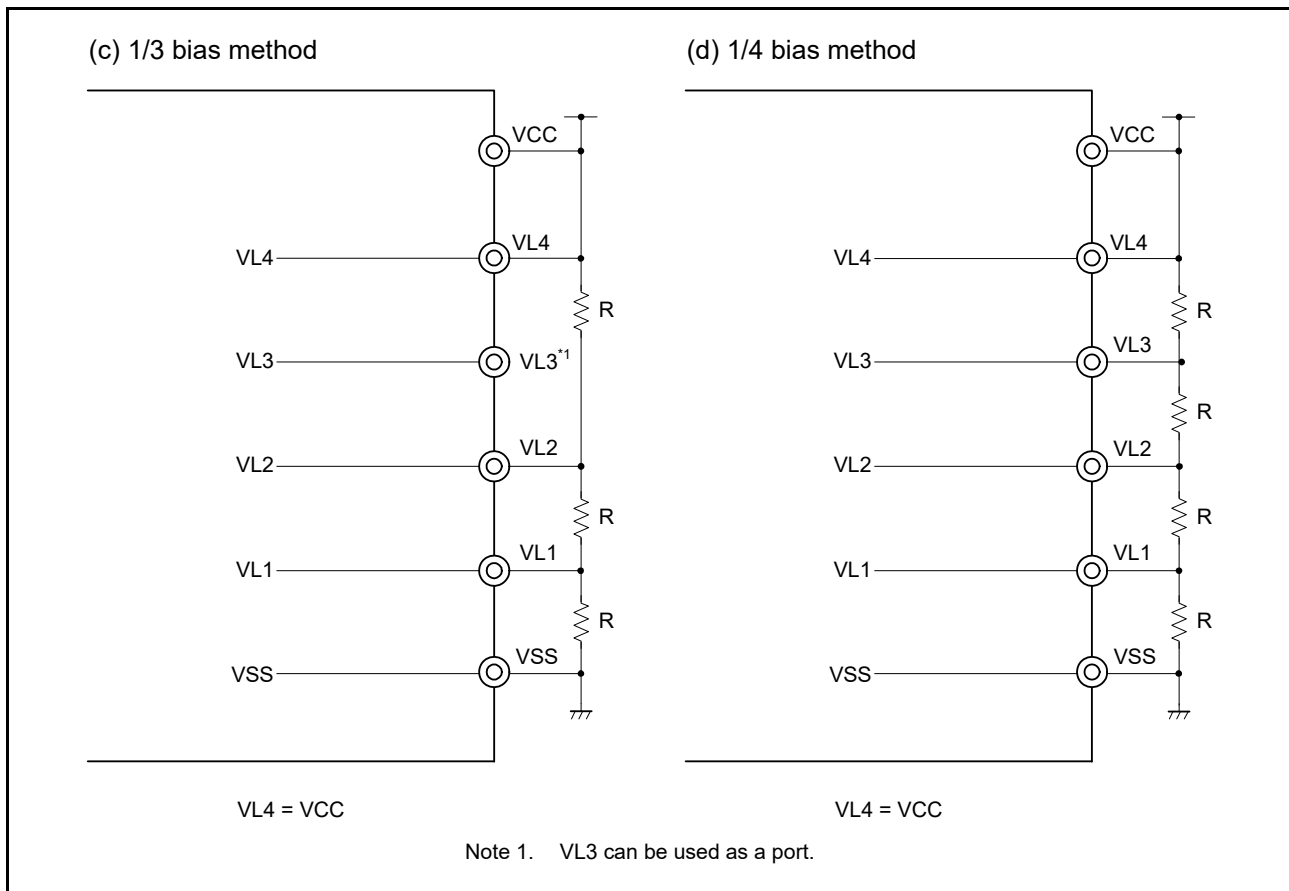 (c) 1/3 bias method
VCC
VL4 VL4
R
VL3 VL3*1
VL2 VL2
R
VL1 VL1
R
VSS VSS
VL4 = VCC
(d) 1/4 bias method
VCC
VL4 VL4
R
VL3 VL3
R
VL2 VL2
R
VL1 VL1
R
VSS VSS
VL4 = VCC
Note 1. VL3 can be used as a port.